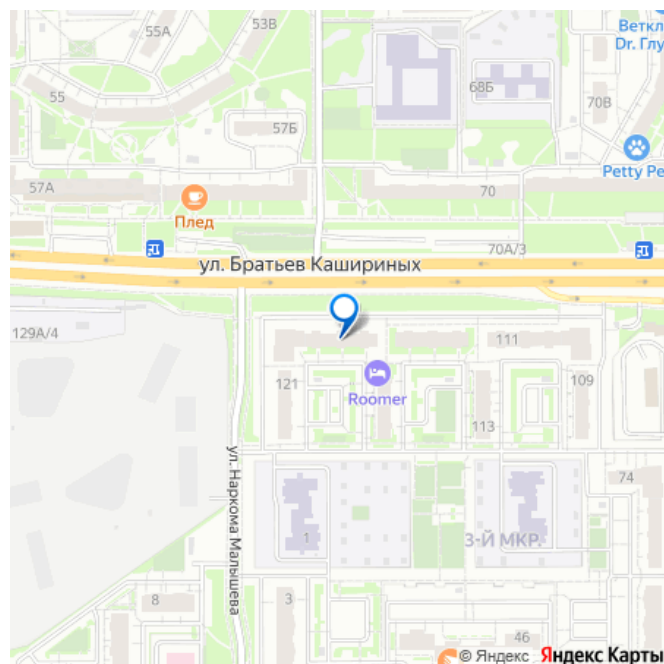 53В
55А
Веткл
Dr. Глу
55
68Б
70В
57Б
Petty Pe
57А
70
Плед
70А/3
ул. Братьев Кашириных
129А/4
111
121
109
Roomer
113
ул. Наркома Малышева
74
1
3-Й МКР.
8
3
46
© Яндекс Яндекс Карты